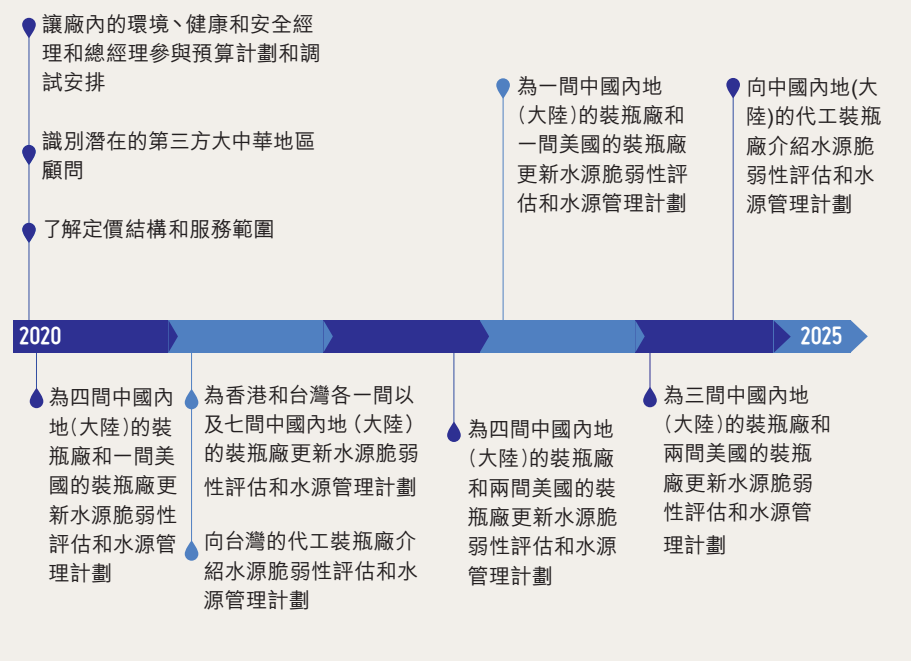 讓廠內的環境、健康和安全經
理和總經理參與預算計劃和調
試安排
識別潛在的第三方大中華地區
顧問
了解定價結構和服務範圍
為一間中國內地
（大陸）的裝瓶廠和
一間美國的裝瓶廠
更新水源脆弱性評
估和水源管理計劃
向中國內地(大
陸)的代工裝瓶
廠介紹水源脆
弱性評估和水
源管理計劃
2020
2025
為四間中國內
地（大陸）的裝
瓶廠和一間美
國的裝瓶廠更
新水源脆弱性
評估和水源管
理計劃
為香港和台灣各一間以
及七間中國內地（大陸）
的裝瓶廠更新水源脆弱
性評估和水源管理計劃
向台灣的代工裝瓶廠介
紹水源脆弱性評估和水
源管理計劃
為四間中國內地
（大陸）的裝瓶廠
和兩間美國的裝
瓶廠更新水源脆
弱性評估和水源
管理計劃
為三間中國內地
（大陸）的裝瓶廠和
兩間美國的裝瓶
廠更新水源脆弱
性評估和水源管
理計劃